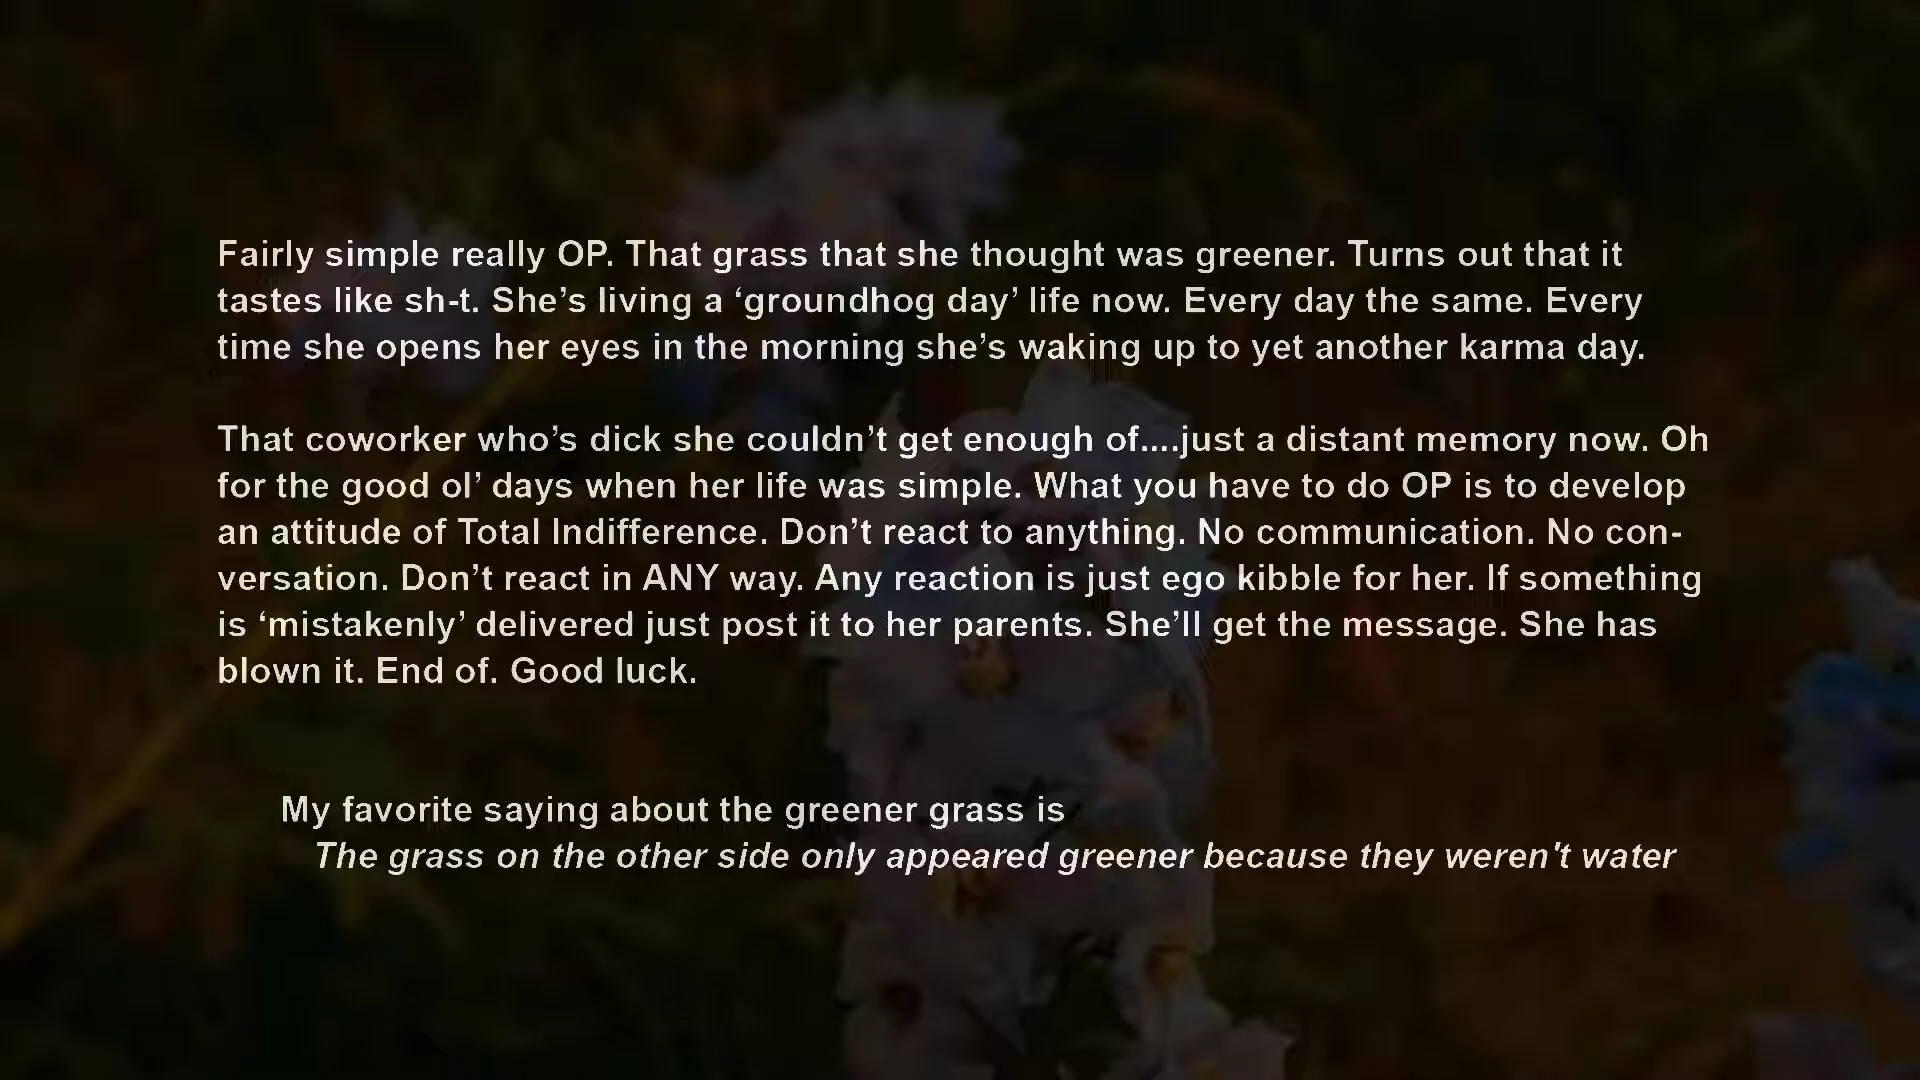 Fairly simple really OP. That grass that she thought was greener. Turns out that it
tastes like sh-t. She’s living a ‘groundhog day’ life now. Every day the same. Every
time she opens her eyes in the morning she’s waking up to yet another karma day.
That coworker who’s dick she couldn’t get enough of....just a distant memory now. Oh
for the good ol’ days when her life was simple. What you have to do OP is to develop
an attitude of Total Indifference. Don’t react to anything. No communication. No con-
versation. Don’t react in ANY way. Any reaction is just ego kibble for her. If something
is ‘mistakenly’ delivered just post it to her parents. She’ll get the message. She has
blown it. End of. Good luck.
My favorite saying about the greener grass is
The grass on the other side only appeared greener because they weren't water